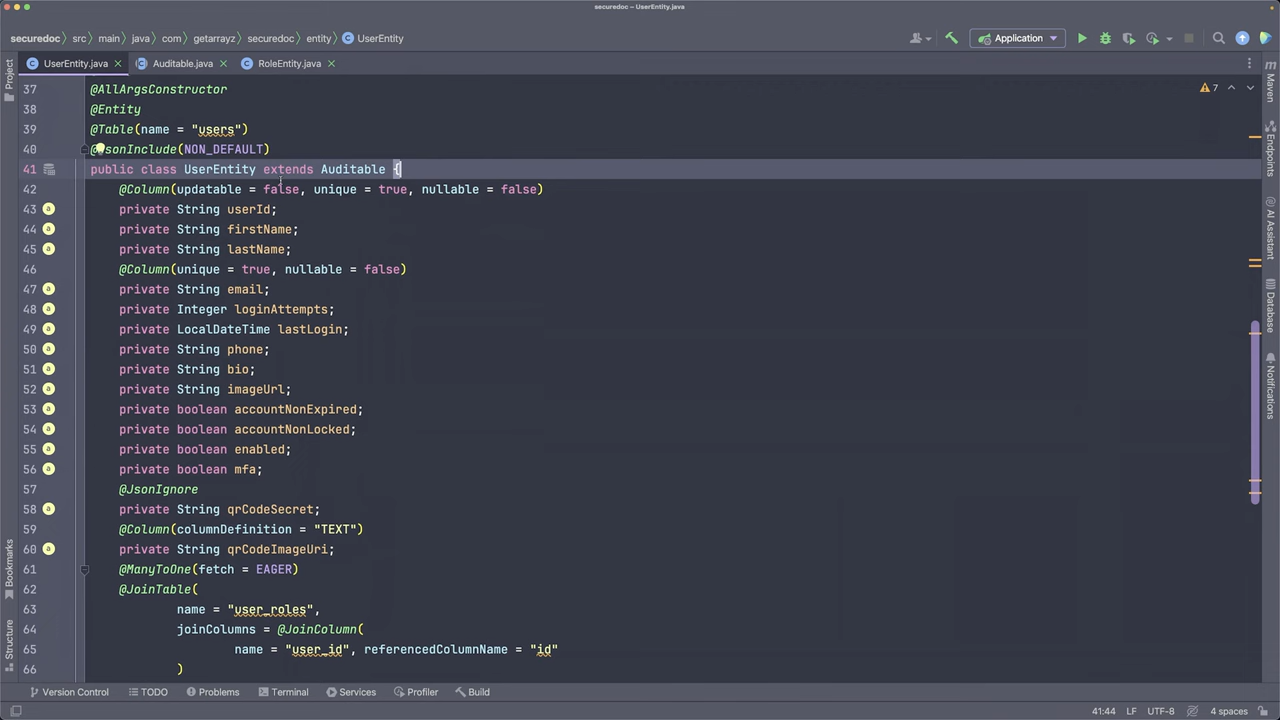 securedoc – UserEntity.java
securedoc src main java com getarrayz securedoc entity UserEntity
Application
UserEntity.java Auditable.java RoleEntity.java
7
37 @AllArgsConstructor
38 @Entity
39 @Table(name = "users")
40 @JsonInclude(NON_DEFAULT)
41 public class UserEntity extends Auditable {
42 @Column(updatable = false, unique = true, nullable = false)
43 private String userId;
44 private String firstName;
45 private String lastName;
46 @Column(unique = true, nullable = false)
47 private String email;
48 private Integer loginAttempts;
49 private LocalDateTime lastLogin;
50 private String phone;
51 private String bio;
52 private String imageUrl;
53 private boolean accountNonExpired;
54 private boolean accountNonLocked;
55 private boolean enabled;
56 private boolean mfa;
57 @JsonIgnore
58 private String qrCodeSecret;
59 @Column(columnDefinition = "TEXT")
60 private String qrCodeImageUri;
61 @ManyToOne(fetch = EAGER)
62 @JoinTable(
63 name = "user_roles",
64 joinColumns = @JoinColumn(
65 name = "user_id", referencedColumnName = "id"
66 )
Project
Bookmarks
Structure
Maven
Endpoints
AI Assistant
Database
Notifications
Version Control TODO Problems Terminal Services Profiler Build
41:44 LF UTF-8 4 spaces